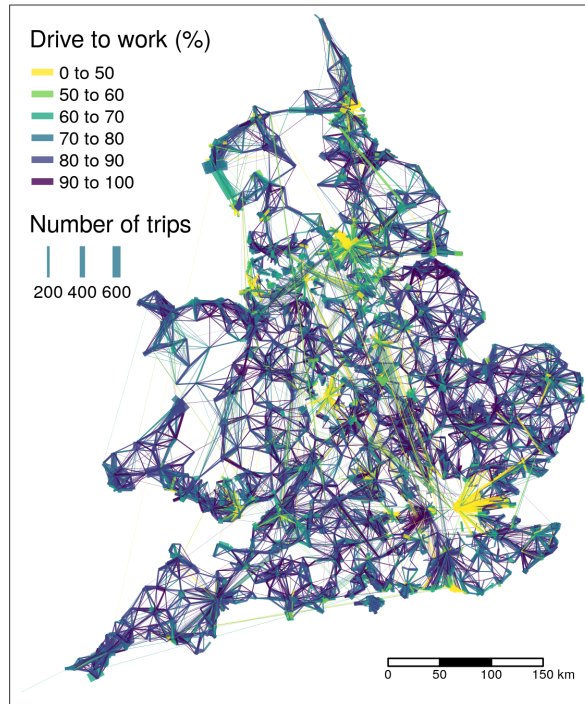 Drive to work (%)
0 to 50
50 to 60
60 to 70
70 to 80
80 to 90
90 to 100
Number of trips
200 400 600
0 50 100 150 km